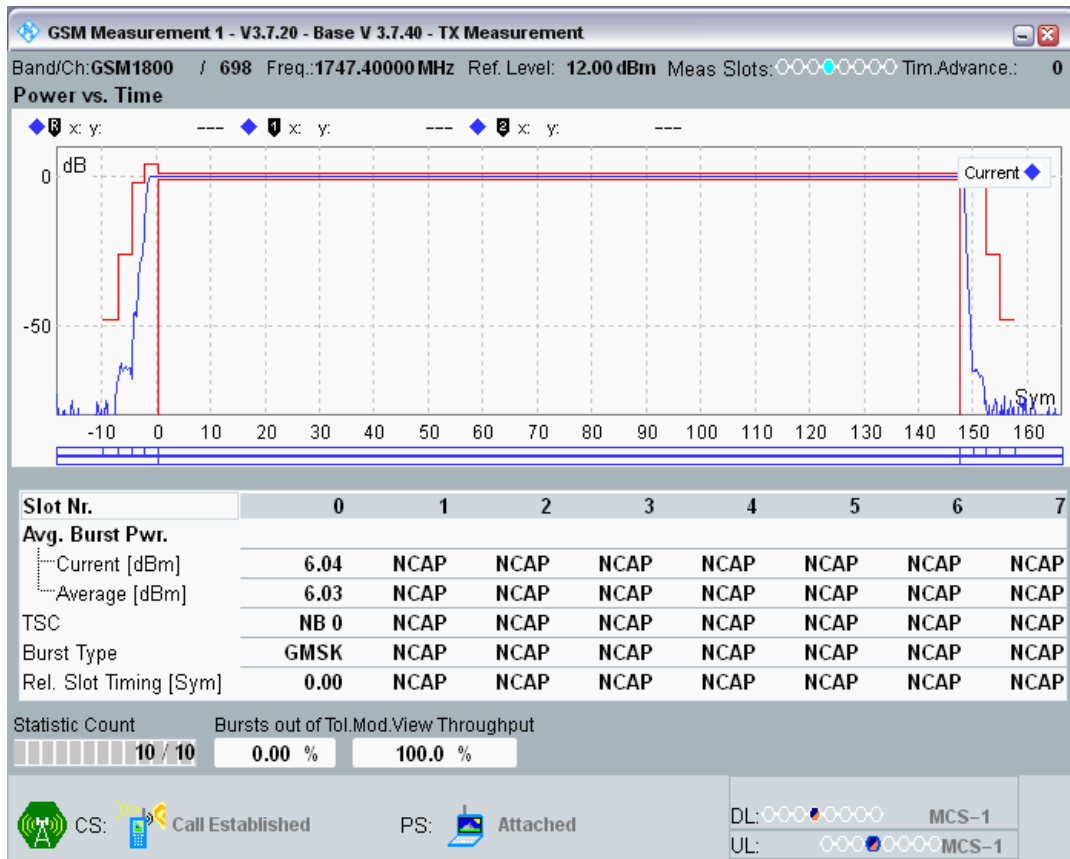 GSM Measurement 1 - V3.7.20 - Base V 3.7.40 - TX Measurement
Band/Ch:GSM1800 / 698 Freq.:1747.40000 MHz Ref. Level: 12.00 dBm Meas Slots: Tim.Advance.: 0
Power vs. Time
R x: y: --- 1 x: y: --- 2 x: y: ---
dB
Current
0
-50
Sym
-10 0 10 20 30 40 50 60 70 80 90 100 110 120 130 140 150 160
Slot Nr. 0 1 2 3 4 5 6 7
Avg. Burst Pwr.
Current [dBm] 6.04 NCAP NCAP NCAP NCAP NCAP NCAP NCAP
Average [dBm] 6.03 NCAP NCAP NCAP NCAP NCAP NCAP NCAP
TSC NB 0 NCAP NCAP NCAP NCAP NCAP NCAP NCAP
Burst Type GMSK NCAP NCAP NCAP NCAP NCAP NCAP NCAP
Rel. Slot Timing [Sym] 0.00 NCAP NCAP NCAP NCAP NCAP NCAP NCAP
Statistic Count Bursts out of Tol.Mod.View Throughput
10 / 10 0.00 % 100.0 %
CS: Call Established PS: Attached
DL: MCS-1
UL: MCS-1